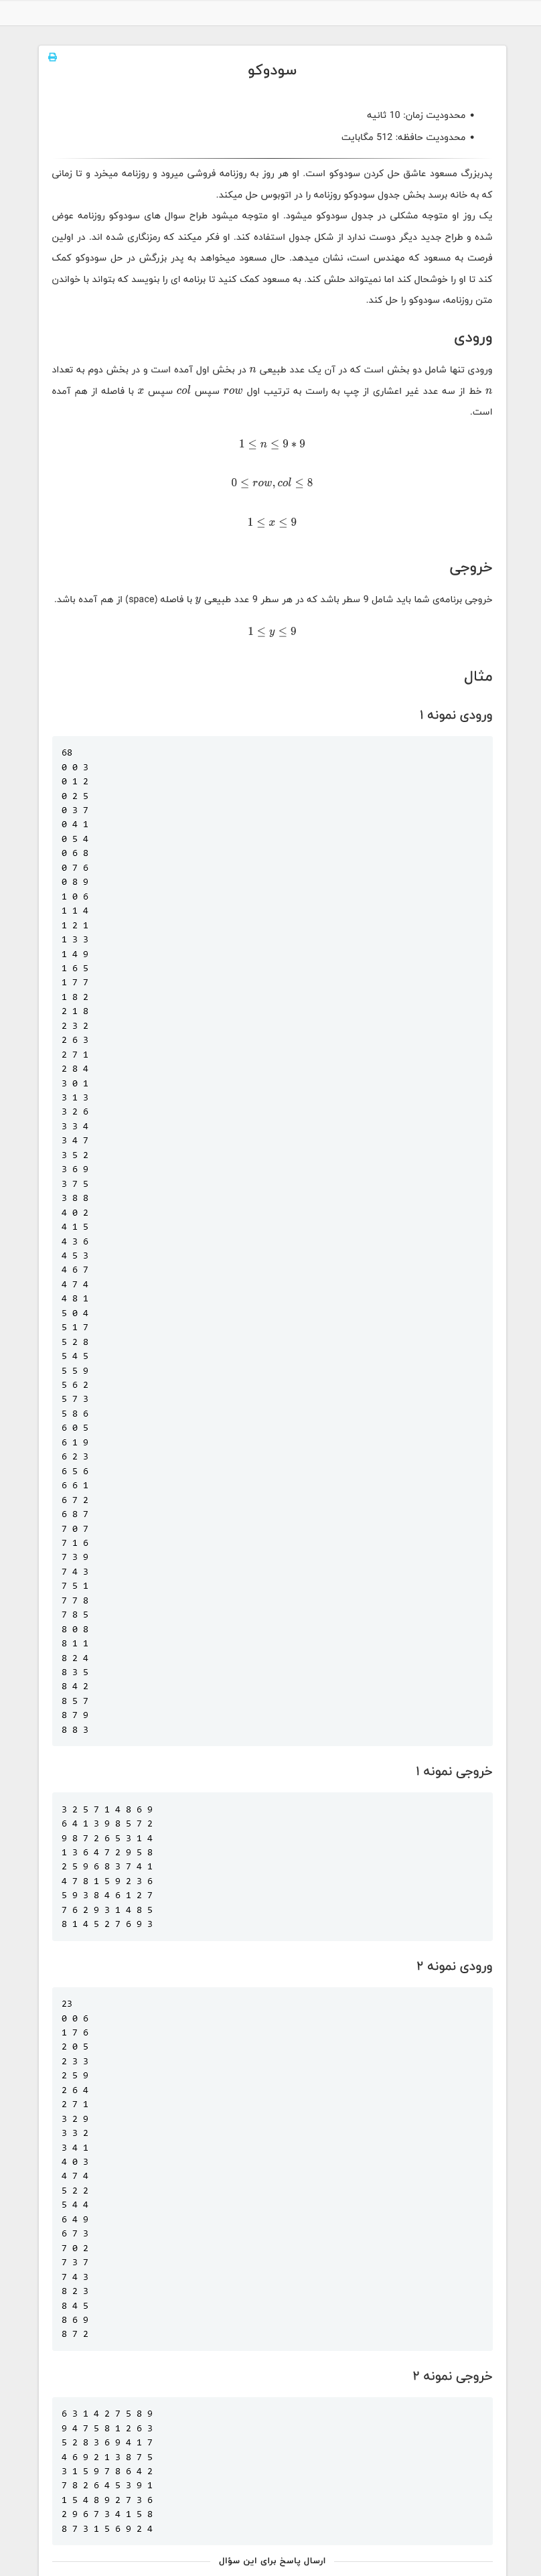 سودوکو
• محدودیت زمان: 10 ثانیه
• محدودیت حافظه: 512 مگابایت
پدربزرگ مسعود عاشق حل کردن سودوکو است. او هر روز به روزنامه فروشی میرود و روزنامه میخرد و تا زمانی
که به خانه برسد بخش جدول سودوکو روزنامه را در اتوبوس حل میکند.
یک روز او متوجه مشکلی در جدول سودوکو میشود. او متوجه میشود طراح سوال های سودوکو روزنامه عوض
شده و طراح جدید دیگر دوست ندارد از شکل جدول استفاده کند. او فکر میکند که رمزنگاری شده اند. در اولین
فرصت به مسعود که مهندس است، نشان میدهد. حال مسعود میخواهد به پدر بزرگش در حل سودوکو کمک
کند تا او را خوشحال کند اما نمیتواند حلش کند. به مسعود کمک کنید تا برنامه ای را بنویسد که بتواند با خواندن
متن روزنامه، سودوکو را حل کند.
ورودی
ورودی تنها شامل دو بخش است که در آن یک عدد طبیعی n در بخش اول آمده است و در بخش دوم به تعداد
n خط از سه عدد غیر اعشاری از چپ به راست به ترتیب اول row سپس col سپس x با فاصله از هم آمده
است.
1 ≤ n ≤ 9 ∗ 9
0 ≤ row, col ≤ 8
1 ≤ x ≤ 9
خروجی
خروجی برنامه‌ی شما باید شامل 9 سطر باشد که در هر سطر 9 عدد طبیعی y با فاصله (space) از هم آمده باشد.
1 ≤ y ≤ 9
مثال
ورودی نمونه ۱
68
0 0 3
0 1 2
0 2 5
0 3 7
0 4 1
0 5 4
0 6 8
0 7 6
0 8 9
1 0 6
1 1 4
1 2 1
1 3 3
1 4 9
1 6 5
1 7 7
1 8 2
2 1 8
2 3 2
2 6 3
2 7 1
2 8 4
3 0 1
3 1 3
3 2 6
3 3 4
3 4 7
3 5 2
3 6 9
3 7 5
3 8 8
4 0 2
4 1 5
4 3 6
4 5 3
4 6 7
4 7 4
4 8 1
5 0 4
5 1 7
5 2 8
5 4 5
5 5 9
5 6 2
5 7 3
5 8 6
6 0 5
6 1 9
6 2 3
6 5 6
6 6 1
6 7 2
6 8 7
7 0 7
7 1 6
7 3 9
7 4 3
7 5 1
7 7 8
7 8 5
8 0 8
8 1 1
8 2 4
8 3 5
8 4 2
8 5 7
8 7 9
8 8 3
خروجی نمونه ۱
3 2 5 7 1 4 8 6 9
6 4 1 3 9 8 5 7 2
9 8 7 2 6 5 3 1 4
1 3 6 4 7 2 9 5 8
2 5 9 6 8 3 7 4 1
4 7 8 1 5 9 2 3 6
5 9 3 8 4 6 1 2 7
7 6 2 9 3 1 4 8 5
8 1 4 5 2 7 6 9 3
ورودی نمونه ۲
23
0 0 6
1 7 6
2 0 5
2 3 3
2 5 9
2 6 4
2 7 1
3 2 9
3 3 2
3 4 1
4 0 3
4 7 4
5 2 2
5 4 4
6 4 9
6 7 3
7 0 2
7 3 7
7 4 3
8 2 3
8 4 5
8 6 9
8 7 2
خروجی نمونه ۲
6 3 1 4 2 7 5 8 9
9 4 7 5 8 1 2 6 3
5 2 8 3 6 9 4 1 7
4 6 9 2 1 3 8 7 5
3 1 5 9 7 8 6 4 2
7 8 2 6 4 5 3 9 1
1 5 4 8 9 2 7 3 6
2 9 6 7 3 4 1 5 8
8 7 3 1 5 6 9 2 4
ارسال پاسخ برای این سؤال